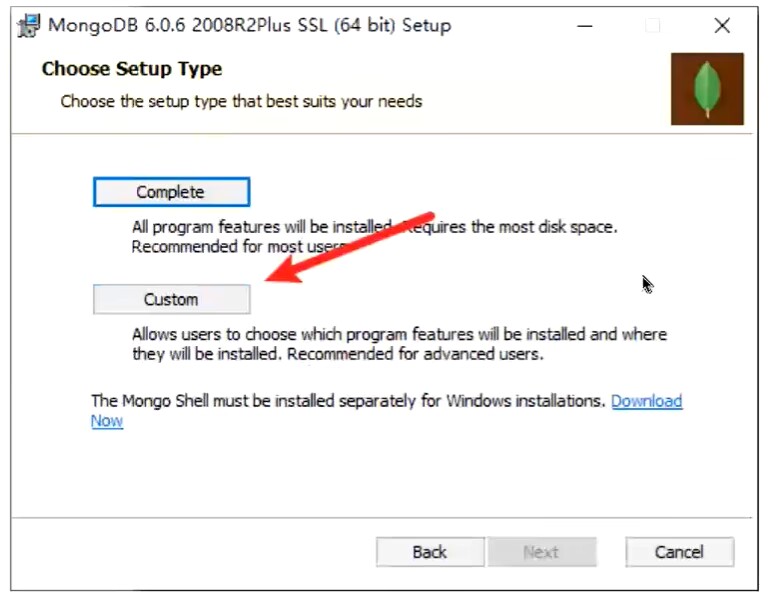 MongoDB 6.0.6 2008R2Plus SSL (64 bit) Setup
Choose Setup Type
Choose the setup type that best suits your needs
Complete
All program features will be installed. Requires the most disk space.
Recommended for most users
Custom
Allows users to choose which program features will be installed and where
they will be installed. Recommended for advanced users.
The Mongo Shell must be installed separately for Windows installations. Download
Now
Back
Next
Cancel